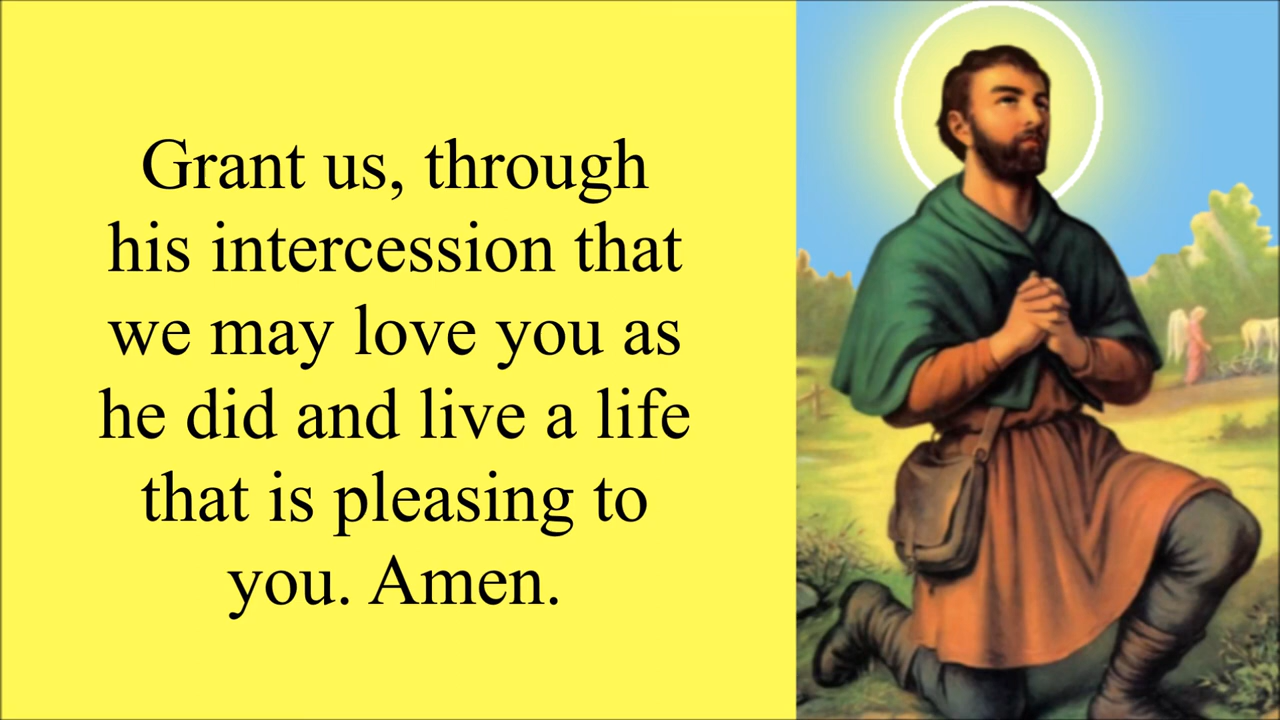 Grant us, through
his intercession that
we may love you as
he did and live a life
that is pleasing to
you. Amen.